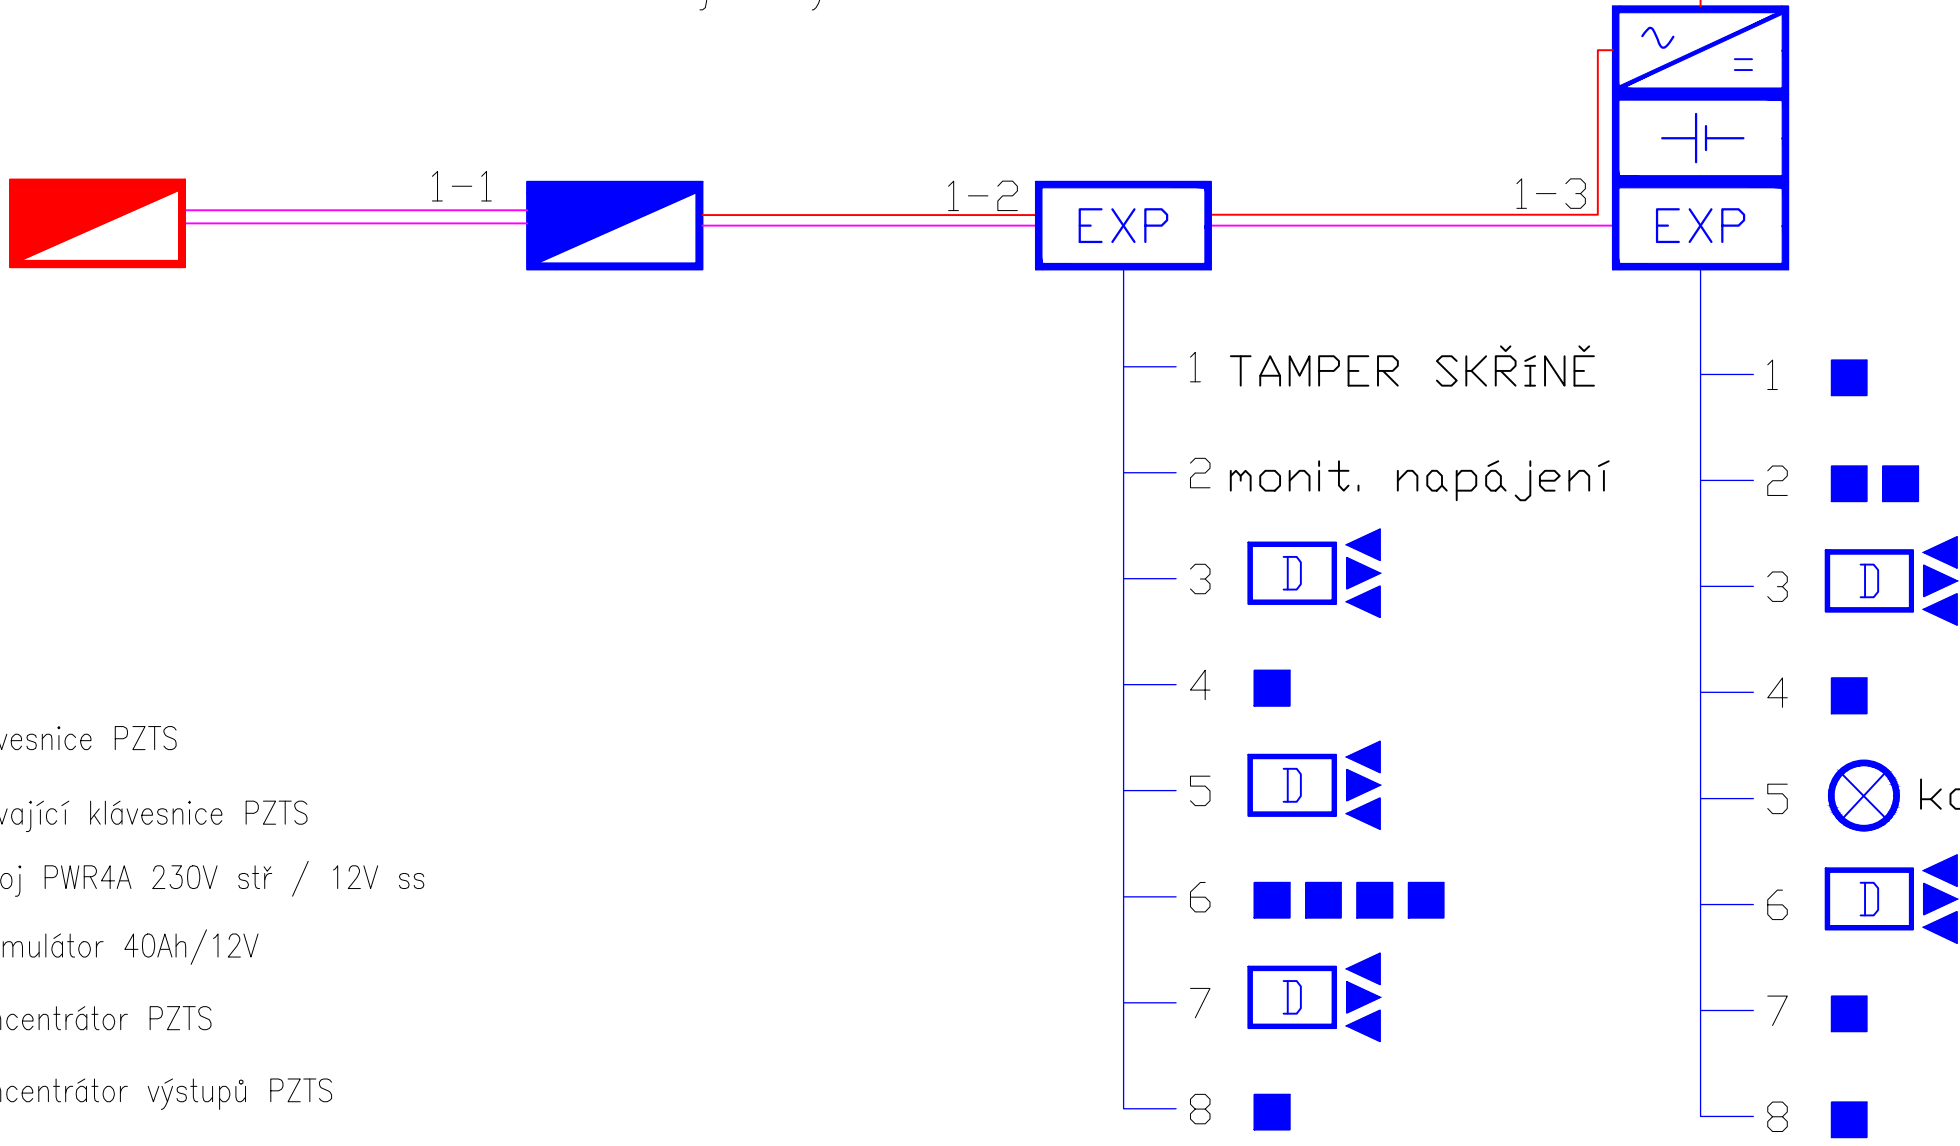 1-1
1-2
1-3
EXP
EXP
1 TAMPER SKŘíNĚ
2 monit. napájení
3 D
4
5 D
6
7 D
8
1
2
3 D
4
5
6 D
7
8
PZTS
klávesnice PZTS
PWR4A 230V stř / 12V ss
40Ah/12V
PZTS
výstupů PZTS